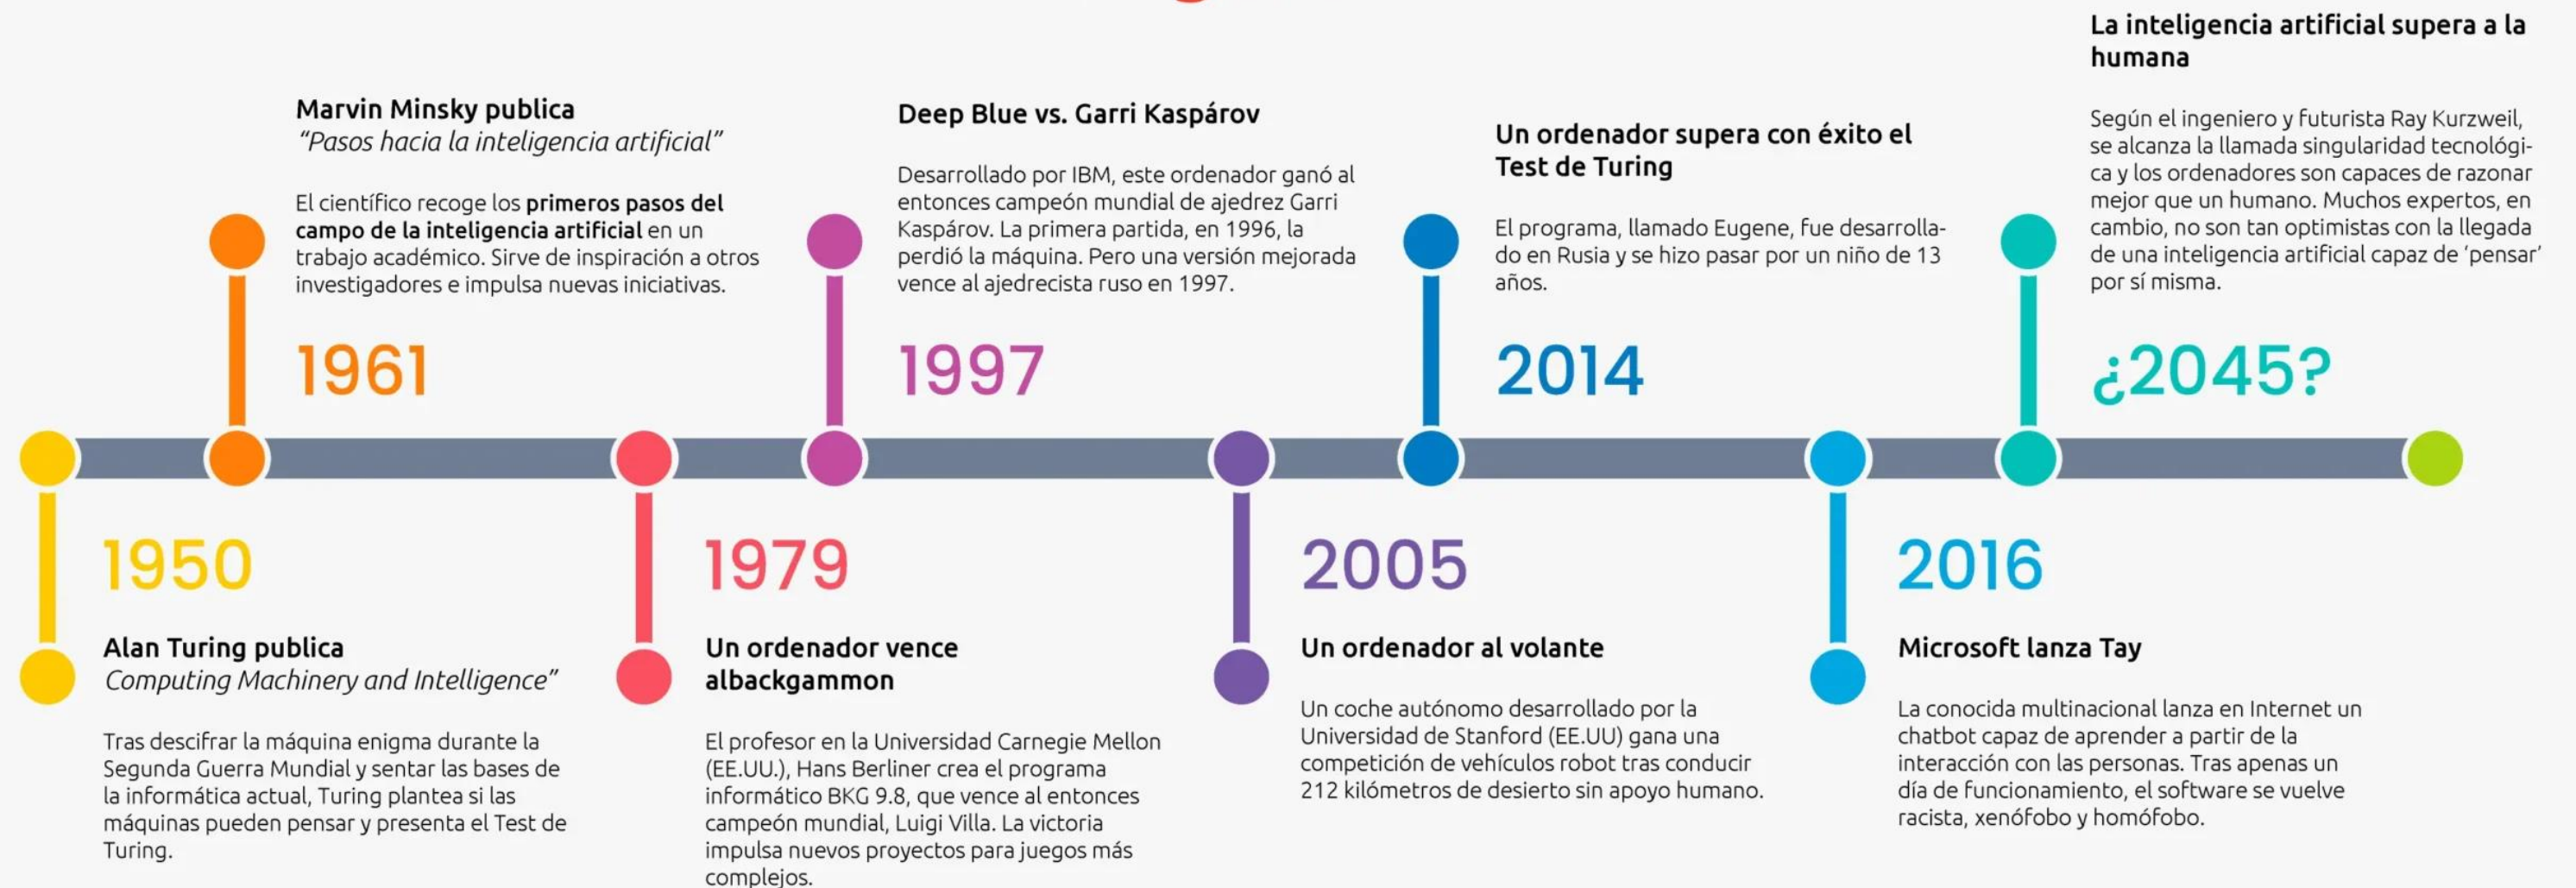 1950
Alan Turing publica
Computing Machinery and Intelligence”
Tras descifrar la máquina enigma durante la
Segunda Guerra Mundial y sentar las bases de
la informática actual, Turing plantea si las
máquinas pueden pensar y presenta el Test de
Turing.
Marvin Minsky publica
“Pasos hacia la inteligencia artificial”
El científico recoge los primeros pasos del
campo de la inteligencia artificial en un
trabajo académico. Sirve de inspiración a otros
investigadores e impulsa nuevas iniciativas.
1961
1979
Un ordenador vence
albackgammon
El profesor en la Universidad Carnegie Mellon
(EE.UU.), Hans Berliner crea el programa
informático BKG 9.8, que vence al entonces
campeón mundial, Luigi Villa. La victoria
impulsa nuevos proyectos para juegos más
complejos.
Deep Blue vs. Garri Kaspárov
Desarrollado por IBM, este ordenador ganó al
entonces campeón mundial de ajedrez Garri
Kaspárov. La primera partida, en 1996, la
perdió la máquina. Pero una versión mejorada
vence al ajedrecista ruso en 1997.
1997
2005
Un ordenador al volante
Un coche autónomo desarrollado por la
Universidad de Stanford (EE.UU) gana una
competición de vehículos robot tras conducir
212 kilómetros de desierto sin apoyo humano.
Un ordenador supera con éxito el
Test de Turing
El programa, llamado Eugene, fue desarrolla-
do en Rusia y se hizo pasar por un niño de 13
años.
2014
2016
Microsoft lanza Tay
La conocida multinacional lanza en Internet un
chatbot capaz de aprender a partir de la
interacción con las personas. Tras apenas un
día de funcionamiento, el software se vuelve
racista, xenófobo y homófobo.
La inteligencia artificial supera a la
humana
Según el ingeniero y futurista Ray Kurzweil,
se alcanza la llamada singularidad tecnológi-
ca y los ordenadores son capaces de razonar
mejor que un humano. Muchos expertos, en
cambio, no son tan optimistas con la llegada
de una inteligencia artificial capaz de ‘pensar’
por sí misma.
¿2045?